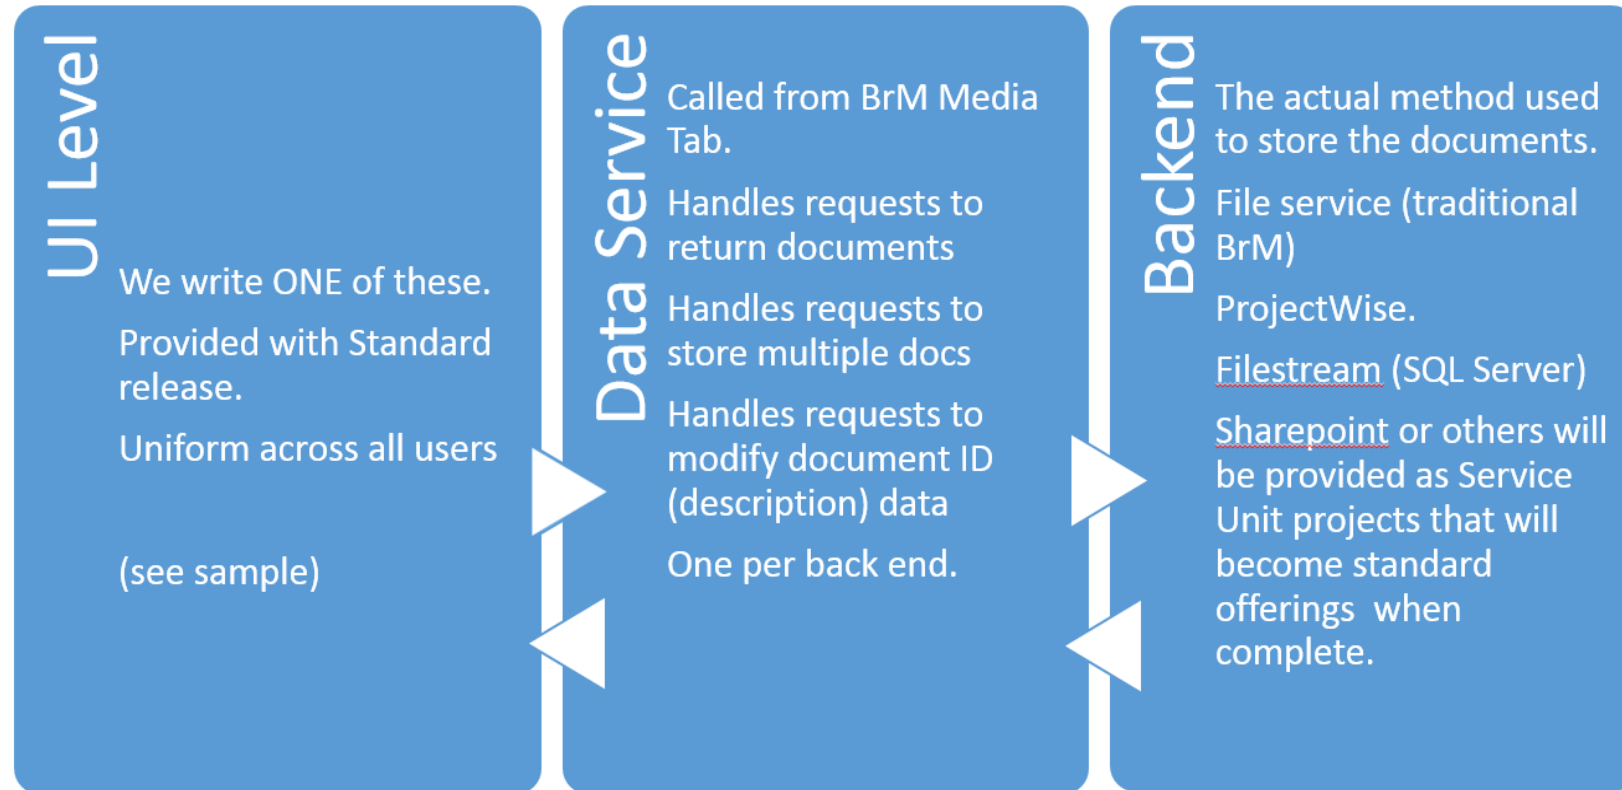 UI Level
We write ONE of these.
Provided with Standard
release.
Uniform across all users
(see sample)
Data Service
Called from BrM Media
Tab.
Handles requests to
return documents
Handles requests to
store multiple docs
Handles requests to
modify document ID
(description) data
One per back end.
Backend
The actual method used
to store the documents.
File service (traditional
BrM)
ProjectWise.
Filestream (SQL Server)
Sharepoint or others will
be provided as Service
Unit projects that will
become standard
offerings  when
complete.